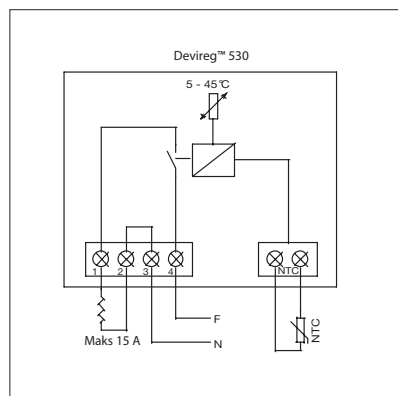 Devireg™ 530
5 - 45°C
1 2 3 4
NTC
F
N
Maks 15 A
NTC